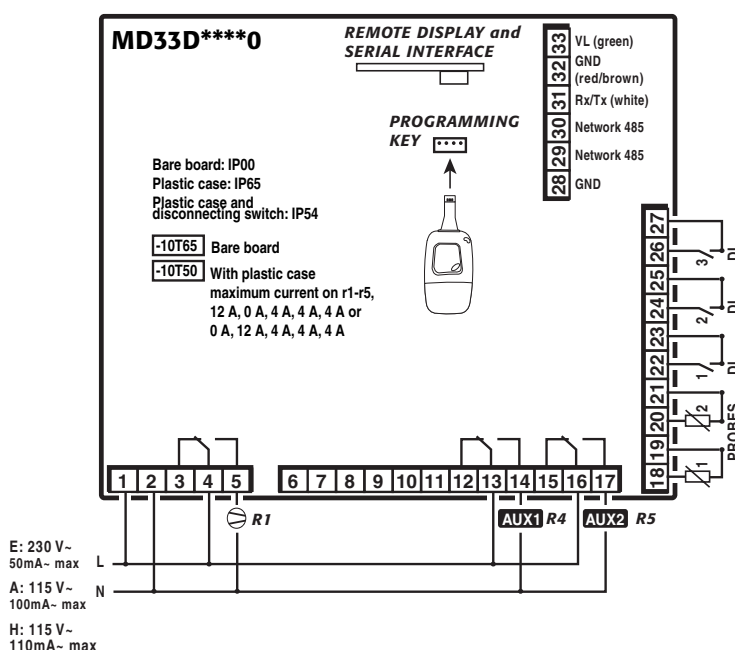 MD33D****0
REMOTE DISPLAY and
SERIAL INTERFACE
PROGRAMMING
KEY
33 VL (green)
32 GND
(red/brown)
31 Rx/Tx (white)
30 Network 485
29 Network 485
28 GND
Bare board: IP00
Plastic case: IP65
Plastic case and
disconnecting switch: IP54
-10T65 Bare board
-10T50 With plastic case
maximum current on r1-r5,
12 A, 0 A, 4 A, 4 A, 4 A or
0 A, 12 A, 4 A, 4 A, 4 A
27
26
25
24
23
22
21
20
19
18
3 DI
2 DI
1 DI
2
1
PROBES
1 2 3 4 5
6 7 8 9 10 11 12 13 14 15 16 17
R1
AUX1 R4
AUX2 R5
E: 230 V~
50mA~ max
L
A: 115 V~
100mA~ max
N
H: 115 V~
110mA~ max